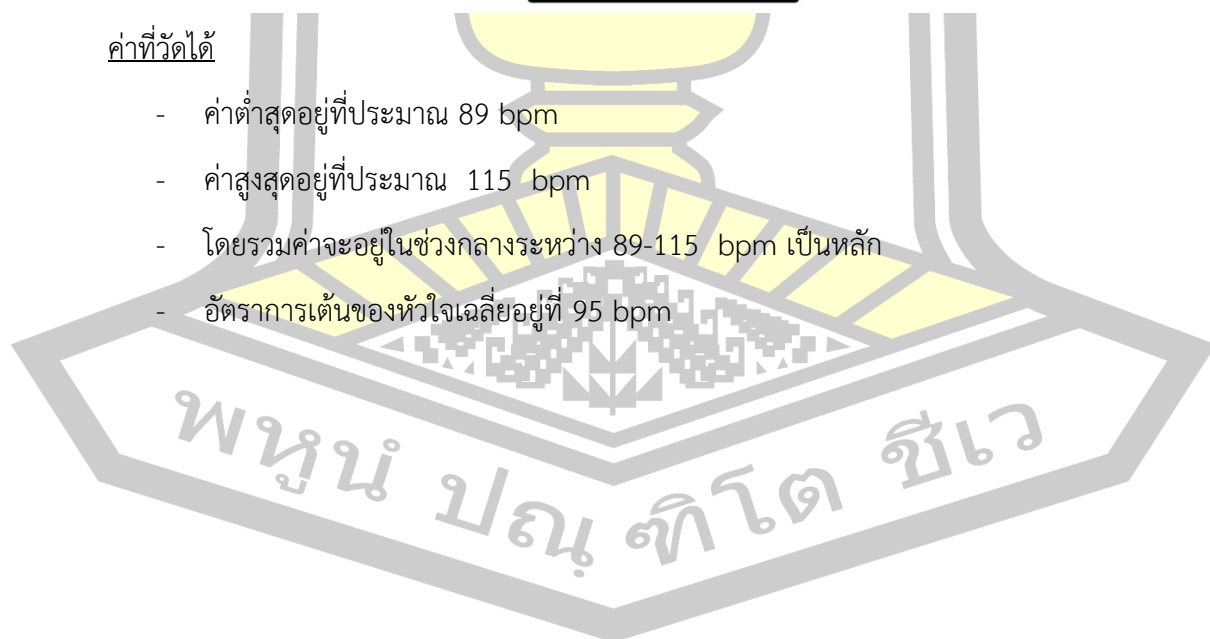 ค่าที่วัดได้
- ค่าต่ำสุดอยู่ที่ประมาณ 89 bpm
- ค่าสูงสุดอยู่ที่ประมาณ 115 bpm
- โดยรวมค่าจะอยู่ในช่วงกลางระหว่าง 89-115 bpm เป็นหลัก
- อัตราการเต้นของหัวใจเฉลี่ยอยู่ที่ 95 bpm
พหูนํ ปณฺฑิโต ชีเว